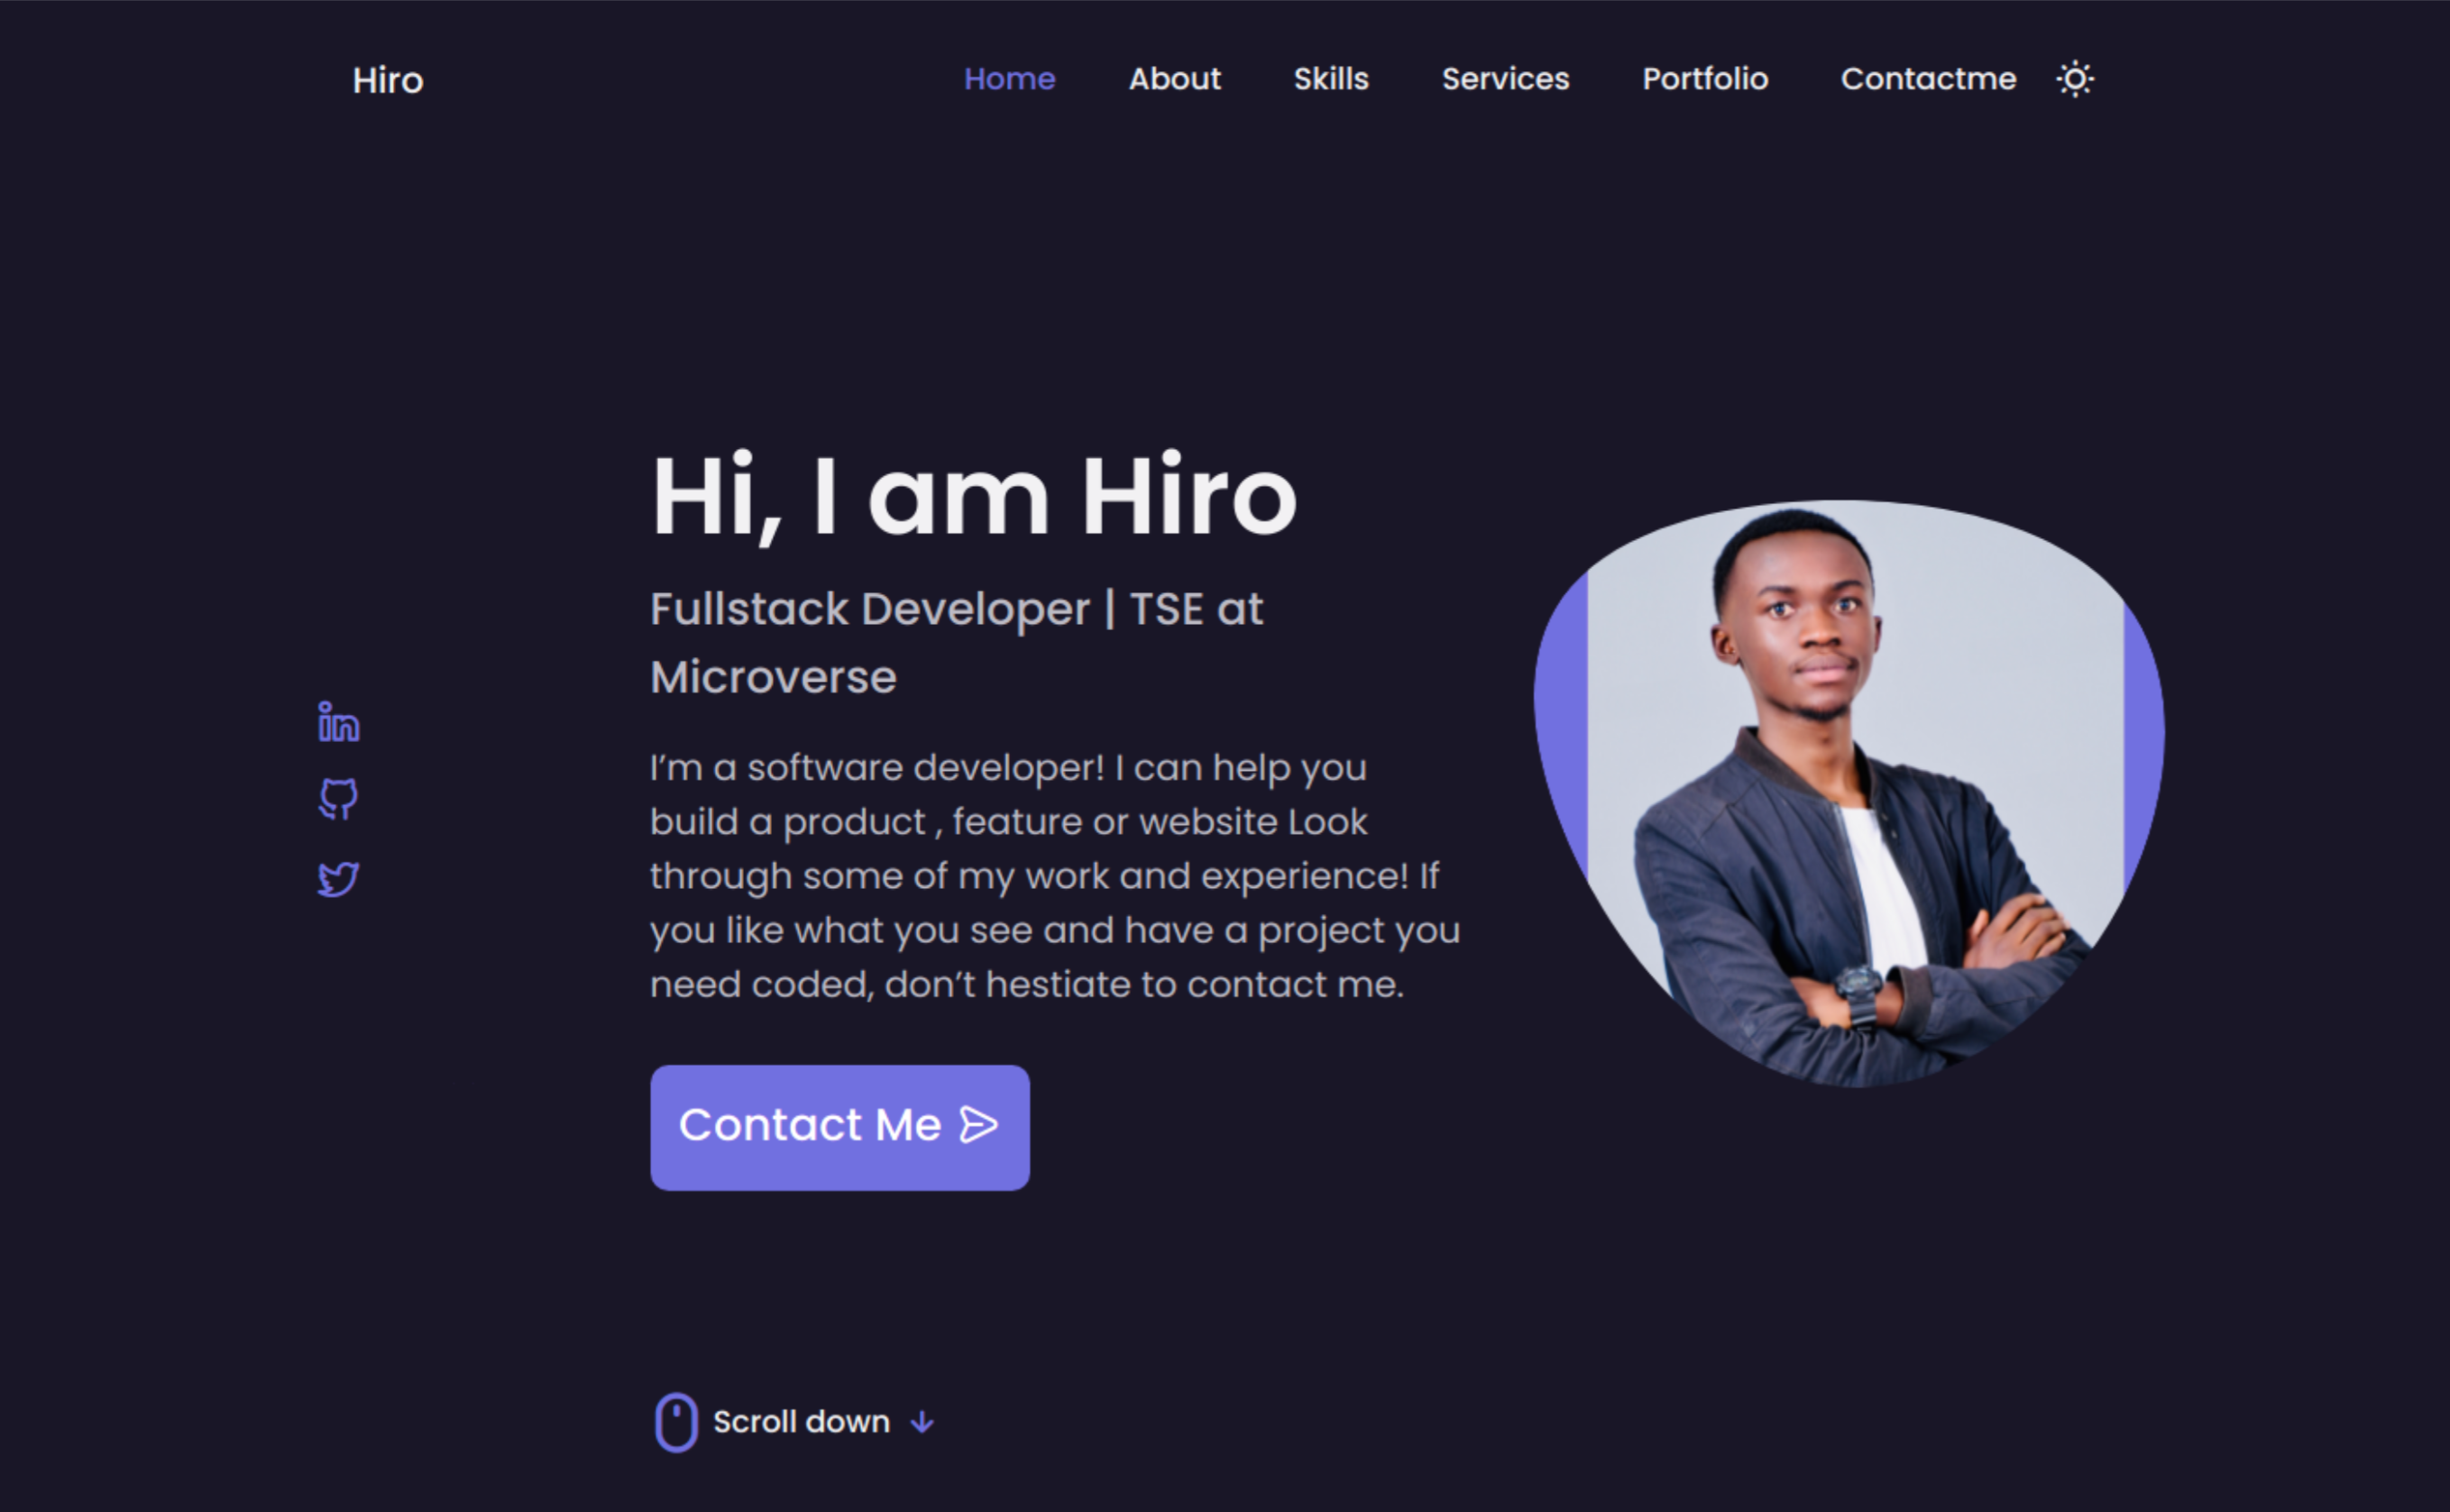 Hiro
Home About Skills Services Portfolio Contactme
Hi, I am Hiro
Fullstack Developer | TSE at
Microverse
I’m a software developer! I can help you
build a product , feature or website Look
through some of my work and experience! If
you like what you see and have a project you
need coded, don’t hestiate to contact me.
Contact Me
Scroll down